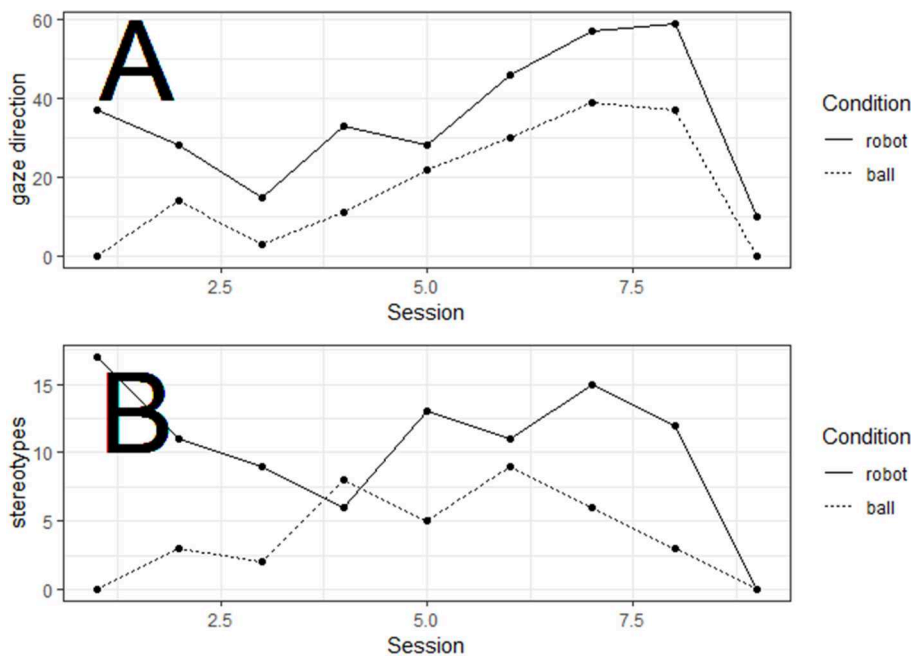 A
60
40
20
0
gaze direction
2.5
5.0
7.5
Session
Condition
robot
ball
B
15
10
5
0
stereotypes
2.5
5.0
7.5
Session
Condition
robot
ball